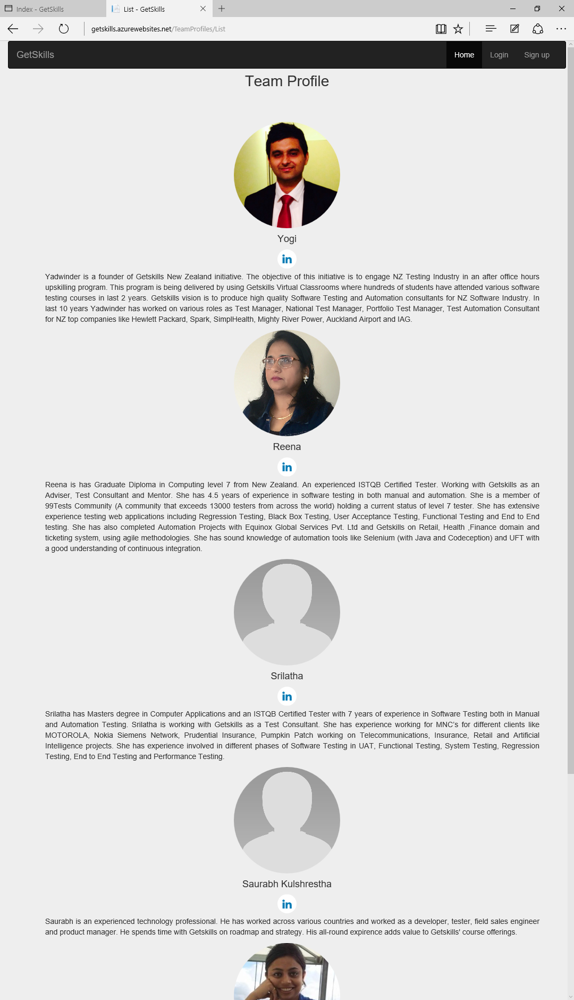 Index - GetSkills
List - GetSkills
getskills.azurewebsites.net/TeamProfiles/List
GetSkills
Home
Login
Sign up
Team Profile
Yogi
in
Yadwinder is a founder of Getskills New Zealand initiative. The objective of this initiative is to engage NZ Testing Industry in an after office hours
upskilling program. This program is being delivered by using Getskills Virtual Classrooms where hundreds of students have attended various software
testing courses in last 2 years. Getskills vision is to produce high quality Software Testing and Automation consultants for NZ Software Industry. In
last 10 years Yadwinder has worked on various roles as Test Manager, National Test Manager, Portfolio Test Manager, Test Automation Consultant
for NZ top companies like Hewlett Packard, Spark, SimplHealth, Mighty River Power, Auckland Airport and IAG.
Reena
in
Reena is has Graduate Diploma in Computing level 7 from New Zealand. An experienced ISTQB Certified Tester. Working with Getskills as an
Adviser, Test Consultant and Mentor. She has 4.5 years of experience in software testing in both manual and automation. She is a member of
99Tests Community (A community that exceeds 13000 testers from across the world) holding a current status of level 7 tester. She has extensive
experience testing web applications including Regression Testing, Black Box Testing, User Acceptance Testing, Functional Testing and End to End
testing. She has also completed Automation Projects with Equinox Global Services Pvt. Ltd and Getskills on Retail, Health ,Finance domain and
ticketing system, using agile methodologies. She has sound knowledge of automation tools like Selenium (with Java and Codeception) and UFT with
a good understanding of continuous integration.
Srilatha
in
Srilatha has Masters degree in Computer Applications and an ISTQB Certified Tester with 7 years of experience in Software Testing both in Manual
and Automation Testing. Srilatha is working with Getskills as a Test Consultant. She has experience working for MNC's for different clients like
MOTOROLA, Nokia Siemens Network, Prudential Insurance, Pumpkin Patch working on Telecommunications, Insurance, Retail and Artificial
Intelligence projects. She has experience involved in different phases of Software Testing in UAT, Functional Testing, System Testing, Regression
Testing, End to End Testing and Performance Testing.
Saurabh Kulshrestha
in
Saurabh is an experienced technology professional. He has worked across various countries and worked as a developer, tester, field sales engineer
and product manager. He spends time with Getskills on roadmap and strategy. His all-round expirence adds value to Getskills' course offerings.